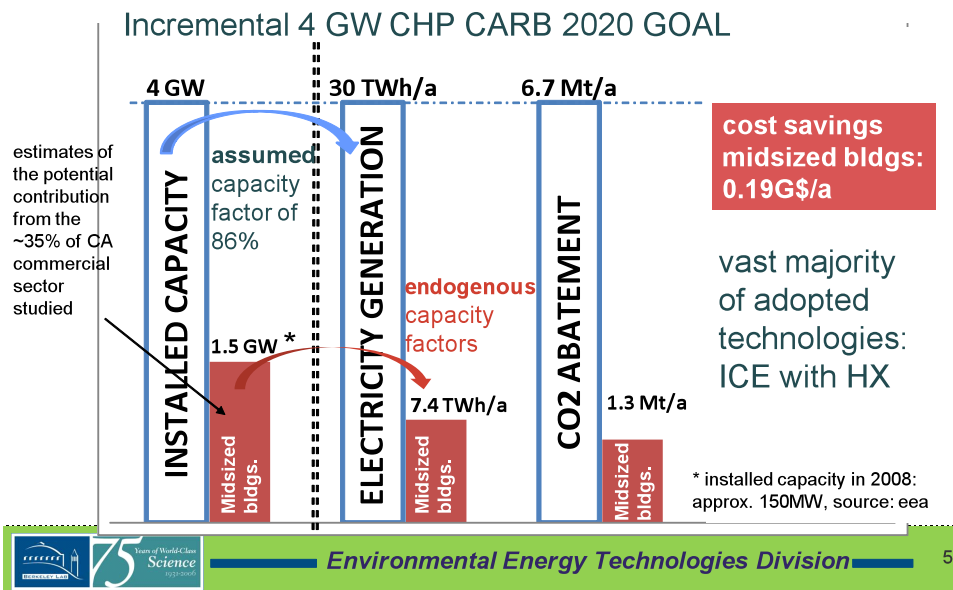 Incremental 4 GW CHP CARB 2020 GOAL
4 GW
30 TWh/a
6.7 Mt/a
estimates of
the potential
contribution
from the
~35% of CA
commercial
sector
studied
assumed
capacity
factor of
86%
INSTALLED CAPACITY
1.5 GW *
Midsized
bldgs.
ELECTRICITY GENERATION
endogenous
capacity
factors
7.4 TWh/a
Midsized
bldgs.
CO2 ABATEMENT
1.3 Mt/a
Midsized
bldgs.
cost savings
midsized bldgs:
0.19G$/a
vast majority
of adopted
technologies:
ICE with HX
* installed capacity in 2008:
approx. 150MW, source: eea
BERKELEY LAB
75
Years of World-Class
Science
1931-2006
Environmental Energy Technologies Division
5